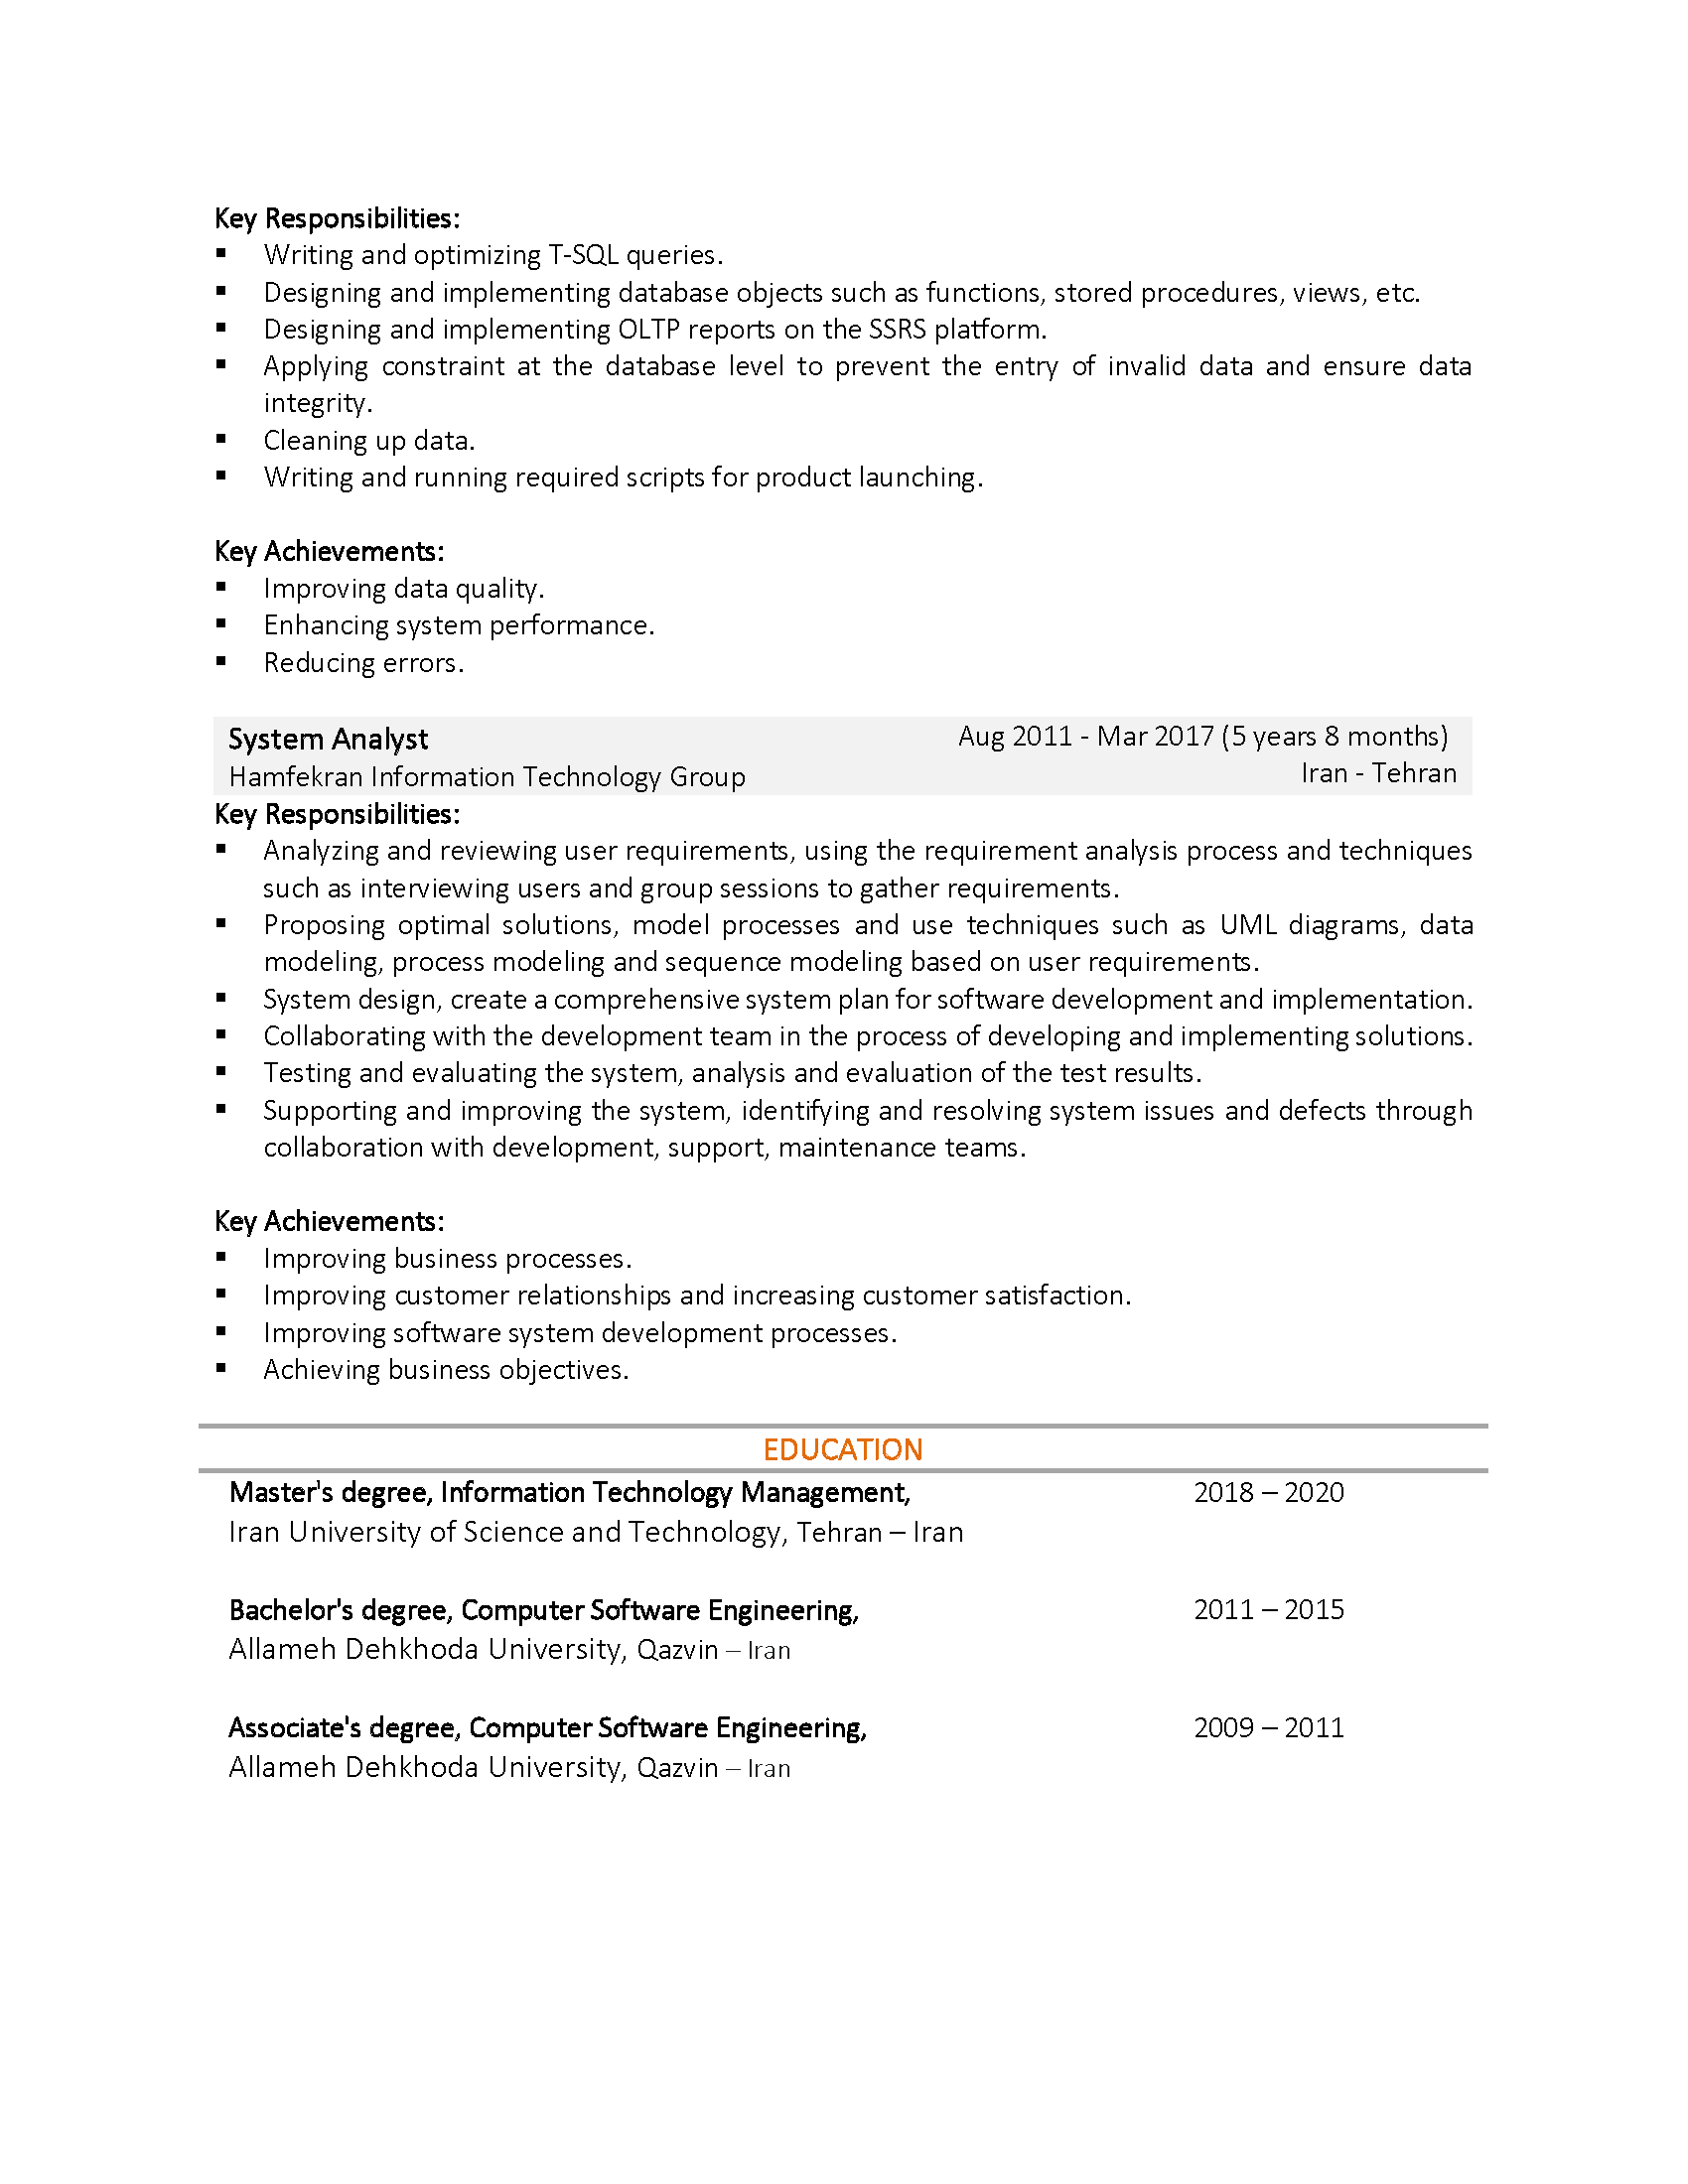 Key Responsibilities:
▪ Writing and optimizing T-SQL queries.
▪ Designing and implementing database objects such as functions, stored procedures, views, etc.
▪ Designing and implementing OLTP reports on the SSRS platform.
▪ Applying constraint at the database level to prevent the entry of invalid data and ensure data
integrity.
▪ Cleaning up data.
▪ Writing and running required scripts for product launching.
Key Achievements:
▪ Improving data quality.
▪ Enhancing system performance.
▪ Reducing errors.
System Analyst Aug 2011 - Mar 2017 (5 years 8 months)
Hamfekran Information Technology Group Iran - Tehran
Key Responsibilities:
▪ Analyzing and reviewing user requirements, using the requirement analysis process and techniques
such as interviewing users and group sessions to gather requirements.
▪ Proposing optimal solutions, model processes and use techniques such as UML diagrams, data
modeling, process modeling and sequence modeling based on user requirements.
▪ System design, create a comprehensive system plan for software development and implementation.
▪ Collaborating with the development team in the process of developing and implementing solutions.
▪ Testing and evaluating the system, analysis and evaluation of the test results.
▪ Supporting and improving the system, identifying and resolving system issues and defects through
collaboration with development, support, maintenance teams.
Key Achievements:
▪ Improving business processes.
▪ Improving customer relationships and increasing customer satisfaction.
▪ Improving software system development processes.
▪ Achieving business objectives.
EDUCATION
Master's degree, Information Technology Management, 2018 – 2020
Iran University of Science and Technology, Tehran – Iran
Bachelor's degree, Computer Software Engineering, 2011 – 2015
Allameh Dehkhoda University, Qazvin – Iran
Associate's degree, Computer Software Engineering, 2009 – 2011
Allameh Dehkhoda University, Qazvin – Iran